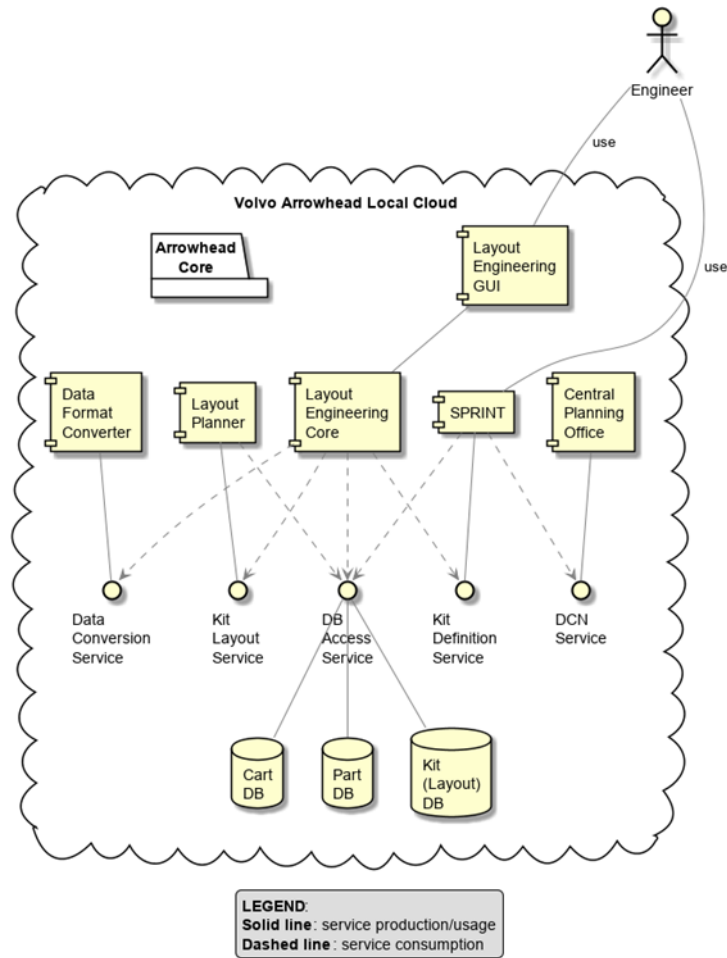 Engineer
use
use
Volvo Arrowhead Local Cloud
Arrowhead
Core
Layout
Engineering
GUI
Data
Format
Converter
Layout
Planner
Layout
Engineering
Core
SPRINT
Central
Planning
Office
Data
Conversion
Service
Kit
Layout
Service
DB
Access
Service
Kit
Definition
Service
DCN
Service
Cart
DB
Part
DB
Kit
(Layout)
DB
LEGEND:
Solid line: service production/usage
Dashed line: service consumption